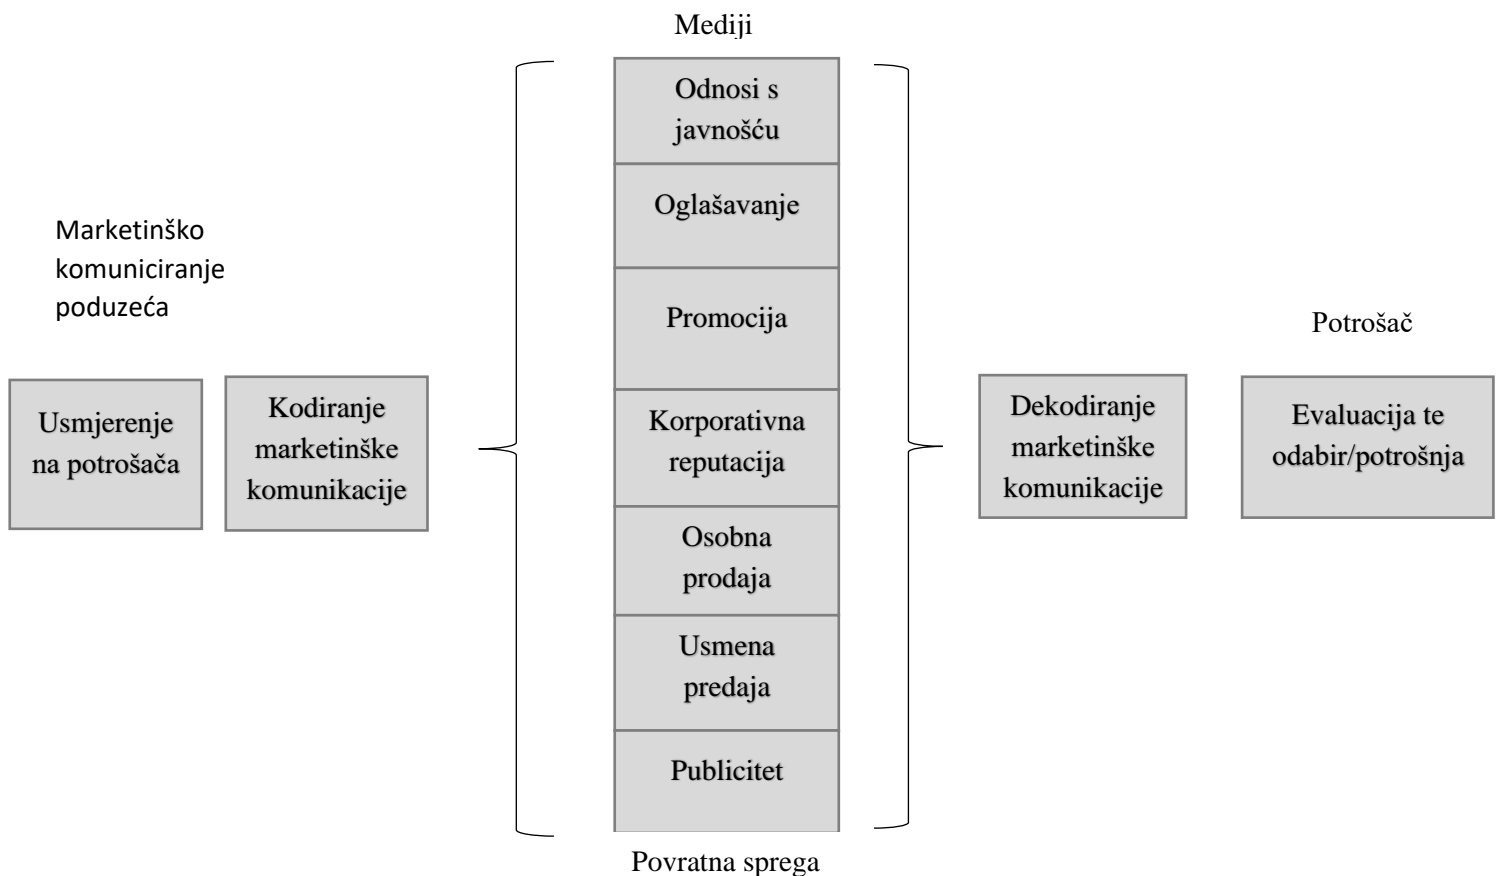 Mediji
Marketinško
komuniciranje
poduzeća
Usmjerenje
na potrošača
Kodiranje
marketinške
komunikacije
Odnosi s
javnošću
Oglašavanje
Promocija
Korporativna
reputacija
Osobna
prodaja
Usmena
predaja
Publicitet
Povratna sprega
Dekodiranje
marketinške
komunikacije
Potrošač
Evaluacija te
odabir/potrošnja